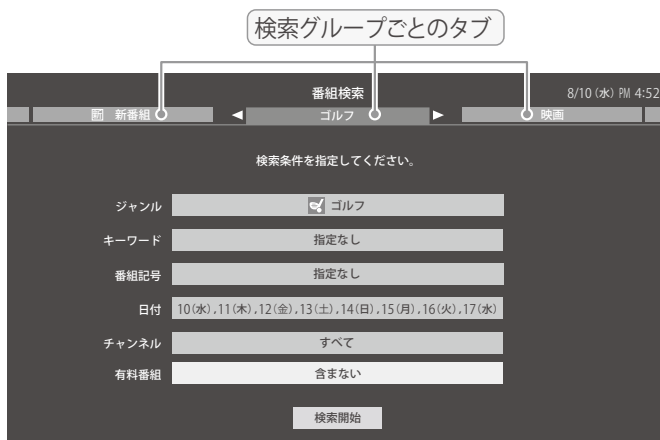 検索グループごとのタブ
番組検索
8/10(水) PM 4:52
新 新番組
◀ ゴルフ ▶
映画
検索条件を指定してください。
ジャンル ゴルフ
キーワード 指定なし
番組記号 指定なし
日付 10(水),11(木),12(金),13(土),14(日),15(月),16(火),17(水)
チャンネル すべて
有料番組 含まない
検索開始